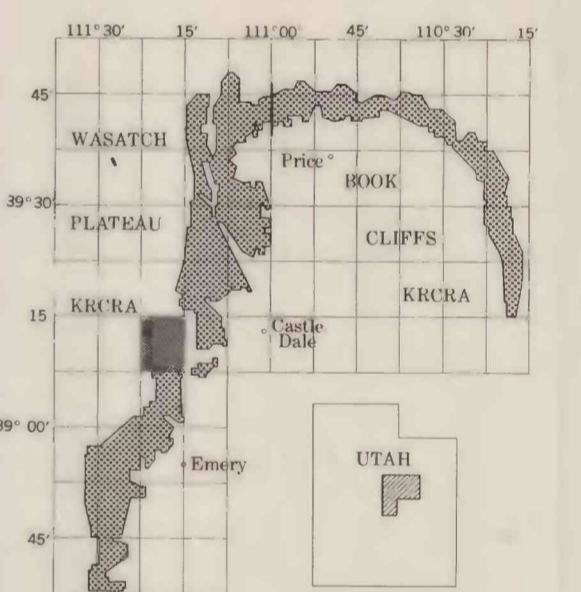 111° 30′ 15′ 111° 00′ 45′ 110° 30′ 15′
45′
WASATCH
Price
BOOK
39° 30′
PLATEAU
CLIFFS
KRCRA
KRCRA
15
Castle
Dale
39° 00′
UTAH
Emery
45′